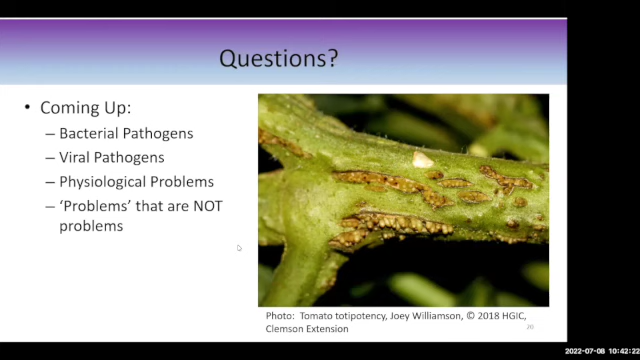 Questions?
• Coming Up:
– Bacterial Pathogens
– Viral Pathogens
– Physiological Problems
– ‘Problems’ that are NOT
problems
Photo: Tomato totipotency, Joey Williamson, © 2018 HGIC,
Clemson Extension
20
2022-07-08 10:42:22